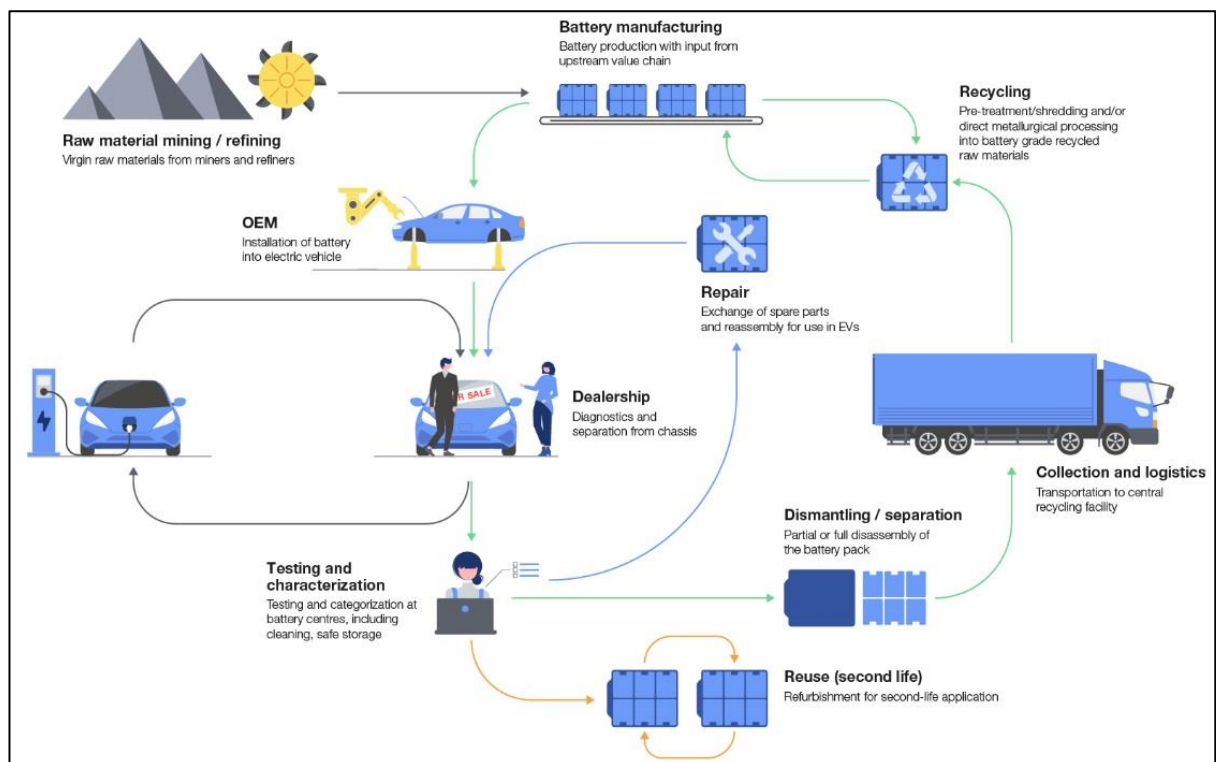 Battery manufacturing
Battery production with input from
upstream value chain
Recycling
Pre-treatment/shredding and/or
direct metallurgical processing
into battery grade recycled
raw materials
Raw material mining / refining
Virgin raw materials from miners and refiners
OEM
Installation of battery
into electric vehicle
Repair
Exchange of spare parts
and reassembly for use in EVs
R SALE
Dealership
Diagnostics and
separation from chassis
Collection and logistics
Transportation to central
recycling facility
Dismantling / separation
Partial or full disassembly of
the battery pack
Testing and
characterization
Testing and categorization at
battery centres, including
cleaning, safe storage
Reuse (second life)
Refurbishment for second-life application